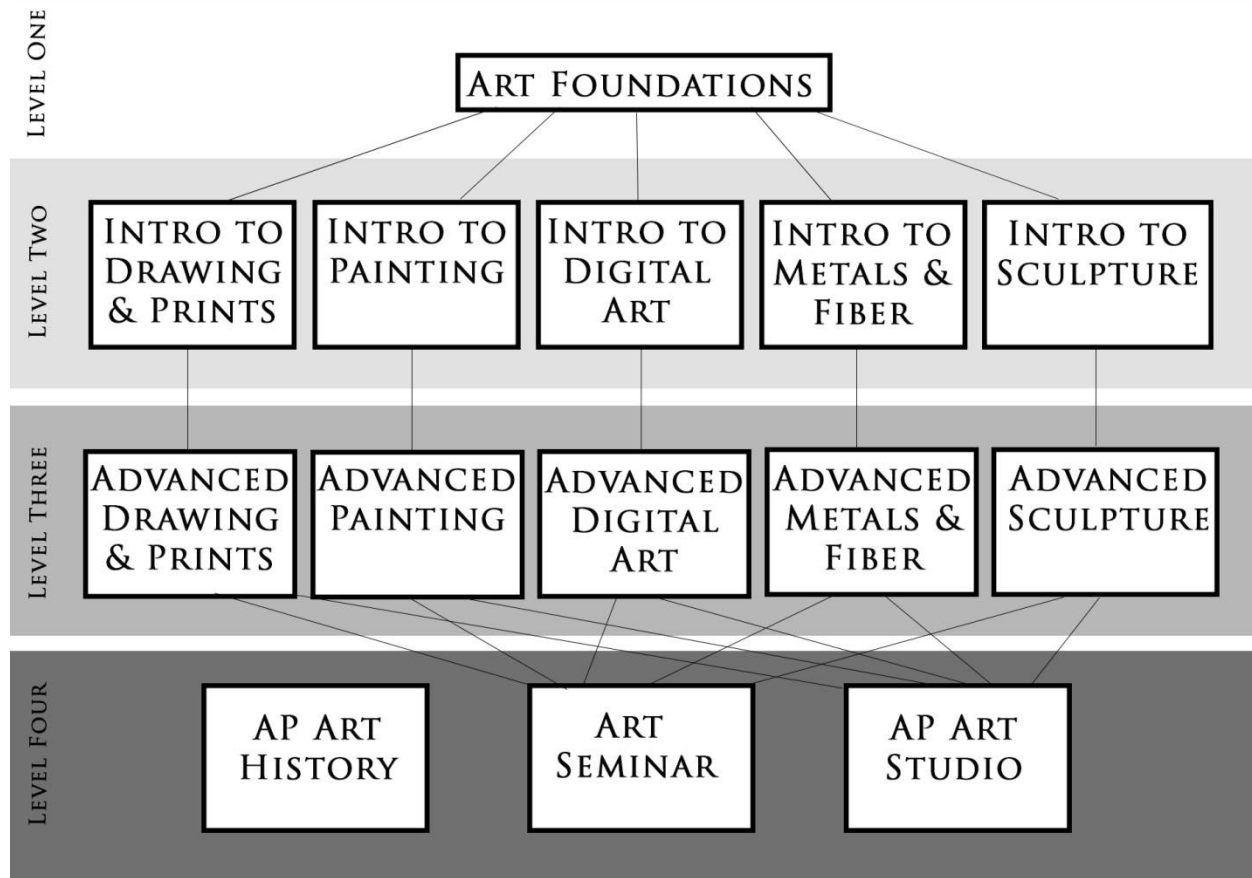 Level One
Art Foundations
Level Two
Intro to
Drawing
& Prints
Intro to
Painting
Intro to
Digital
Art
Intro to
Metals &
Fiber
Intro to
Sculpture
Level Three
Advanced
Drawing
& Prints
Advanced
Painting
Advanced
Digital
Art
Advanced
Metals &
Fiber
Advanced
Sculpture
Level Four
AP Art
History
Art
Seminar
AP Art
Studio